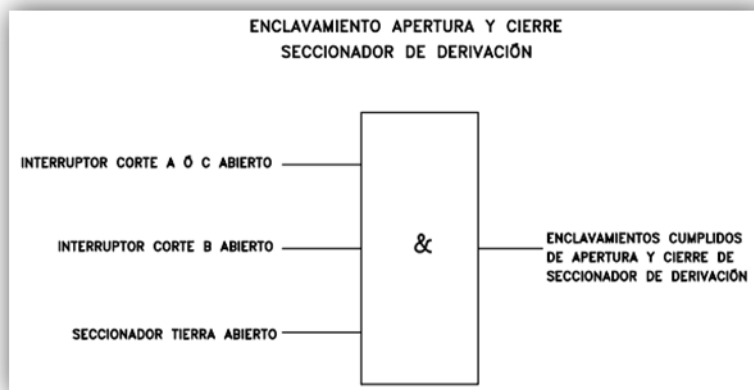 ENCLAVAMIENTO APERTURA Y CIERRE
SECCIONADOR DE DERIVACIÓN
INTERRUPTOR CORTE A Ó C ABIERTO
INTERRUPTOR CORTE B ABIERTO
SECCIONADOR TIERRA ABIERTO
&
ENCLAVAMIENTOS CUMPLIDOS
DE APERTURA Y CIERRE DE
SECCIONADOR DE DERIVACIÓN